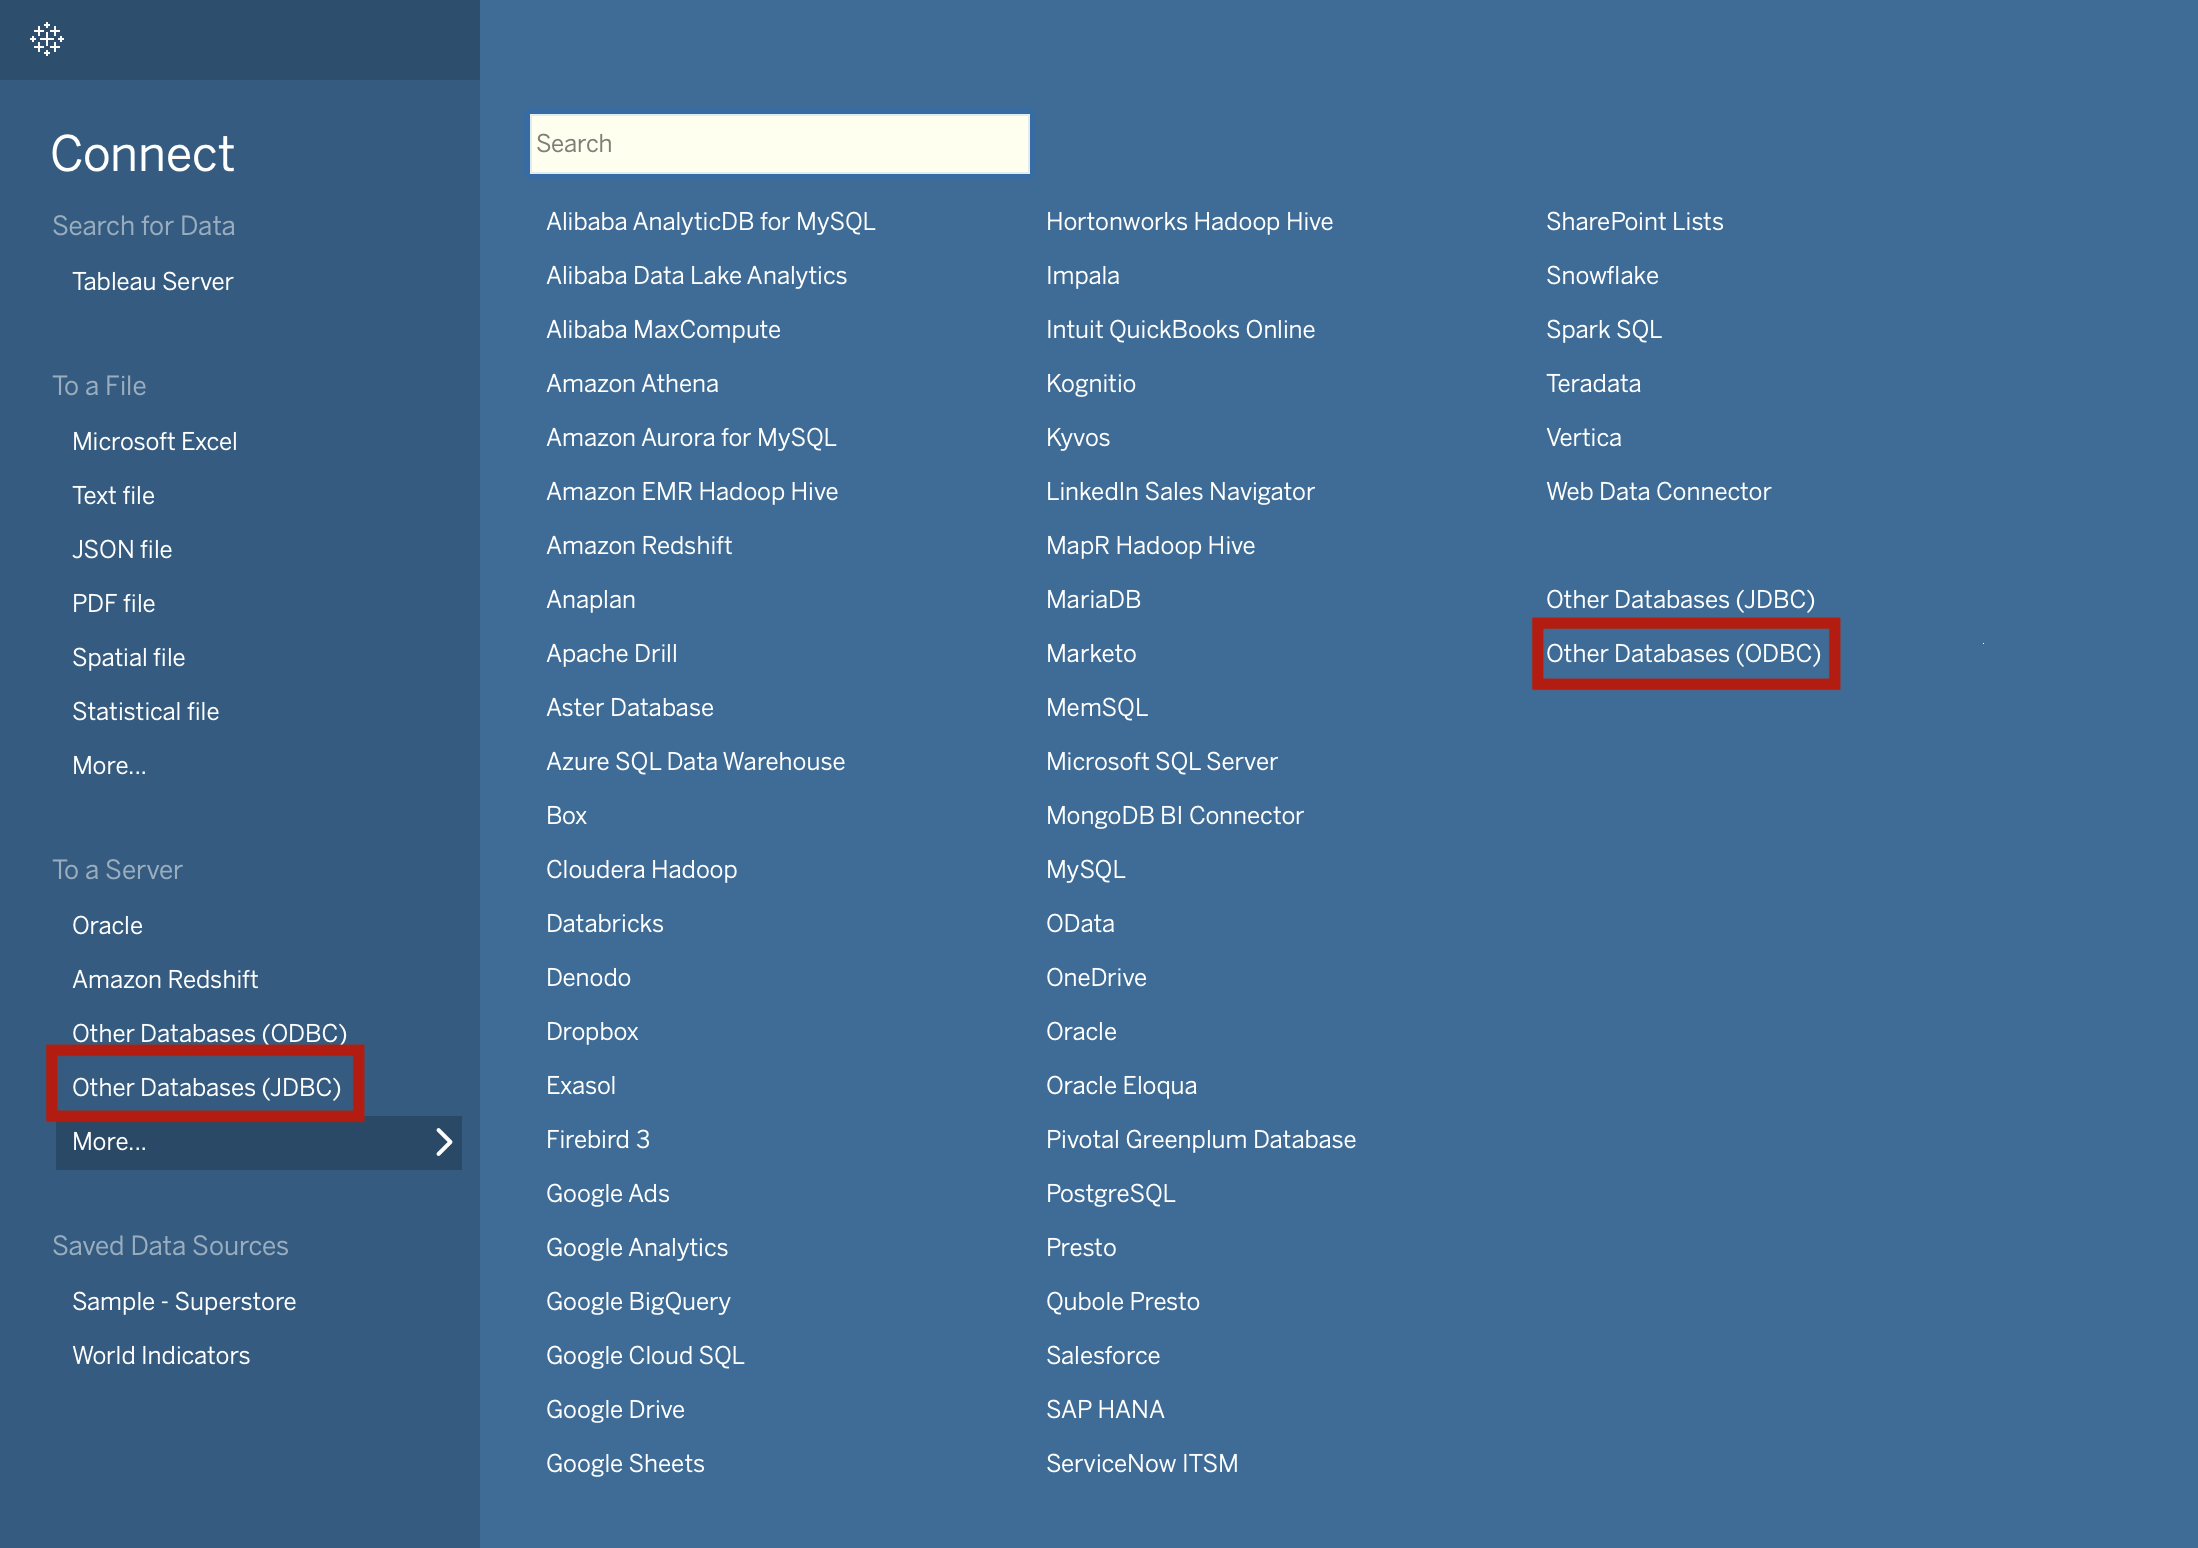 Connect
Search for Data
Tableau Server
To a File
Microsoft Excel
Text file
JSON file
PDF file
Spatial file
Statistical file
More...
To a Server
Oracle
Amazon Redshift
Other Databases (ODBC)
Other Databases (JDBC)
More...
Saved Data Sources
Sample - Superstore
World Indicators
Search
Alibaba AnalyticDB for MySQL
Alibaba Data Lake Analytics
Alibaba MaxCompute
Amazon Athena
Amazon Aurora for MySQL
Amazon EMR Hadoop Hive
Amazon Redshift
Anaplan
Apache Drill
Aster Database
Azure SQL Data Warehouse
Box
Cloudera Hadoop
Databricks
Denodo
Dropbox
Exasol
Firebird 3
Google Ads
Google Analytics
Google BigQuery
Google Cloud SQL
Google Drive
Google Sheets
Hortonworks Hadoop Hive
Impala
Intuit QuickBooks Online
Kognitio
Kyvos
LinkedIn Sales Navigator
MapR Hadoop Hive
MariaDB
Marketo
MemSQL
Microsoft SQL Server
MongoDB BI Connector
MySQL
OData
OneDrive
Oracle
Oracle Eloqua
Pivotal Greenplum Database
PostgreSQL
Presto
Qubole Presto
Salesforce
SAP HANA
ServiceNow ITSM
SharePoint Lists
Snowflake
Spark SQL
Teradata
Vertica
Web Data Connector
Other Databases (JDBC)
Other Databases (ODBC)